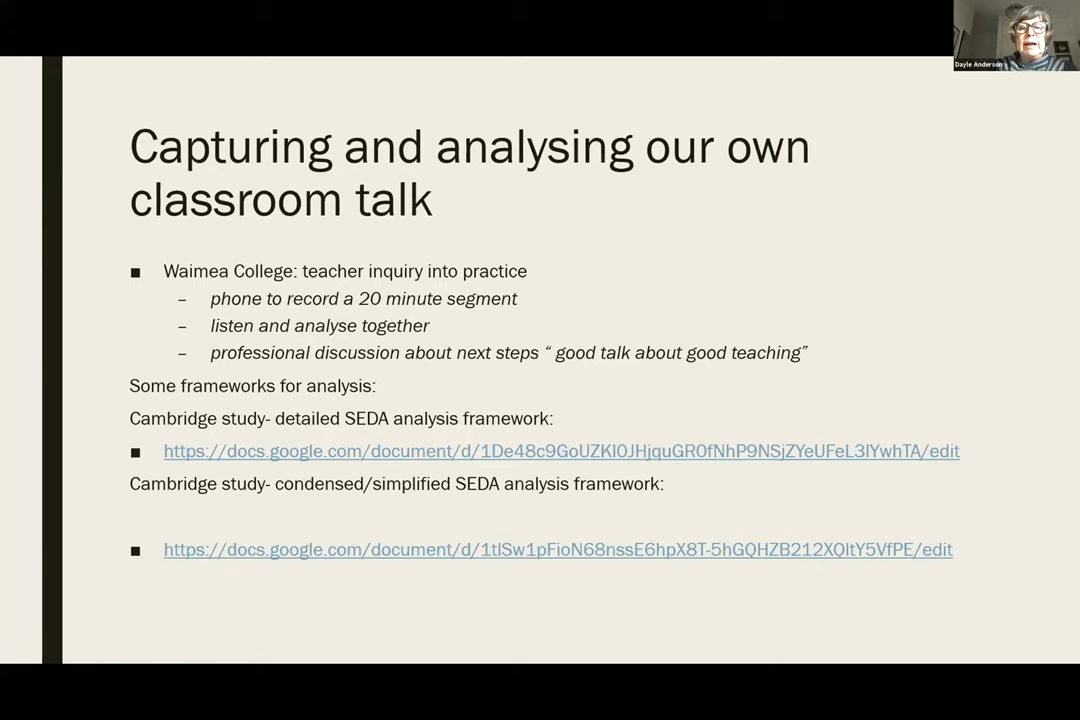 Dayle Anderson
Capturing and analysing our own
classroom talk
■ Waimea College: teacher inquiry into practice
– phone to record a 20 minute segment
– listen and analyse together
– professional discussion about next steps “ good talk about good teaching”
Some frameworks for analysis:
Cambridge study- detailed SEDA analysis framework:
■ https://docs.google.com/document/d/1De48c9GoUZKI0JHjquGR0fNhP9NSjZYeUFeL3IYwhTA/edit
Cambridge study- condensed/simplified SEDA analysis framework:
■ https://docs.google.com/document/d/1tlSw1pFioN68nssE6hpX8T-5hGQHZB212XQltY5VfPE/edit